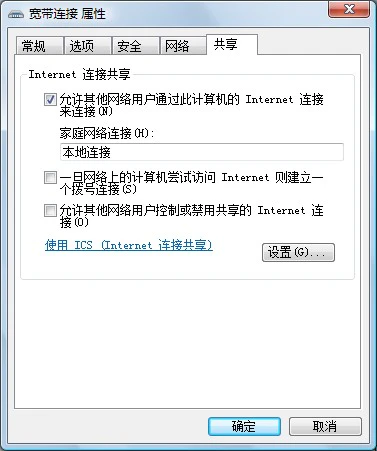 宽带连接 属性
常规
选项
安全
网络
共享
Internet 连接共享
允许其他网络用户通过此计算机的 Internet 连接
来连接(N)
家庭网络连接(H):
本地连接
一旦网络上的计算机尝试访问 Internet 则建立一
个拨号连接(S)
允许其他网络用户控制或禁用共享的 Internet 连
接(O)
使用 ICS (Internet 连接共享)
设置(G)...
确定
取消